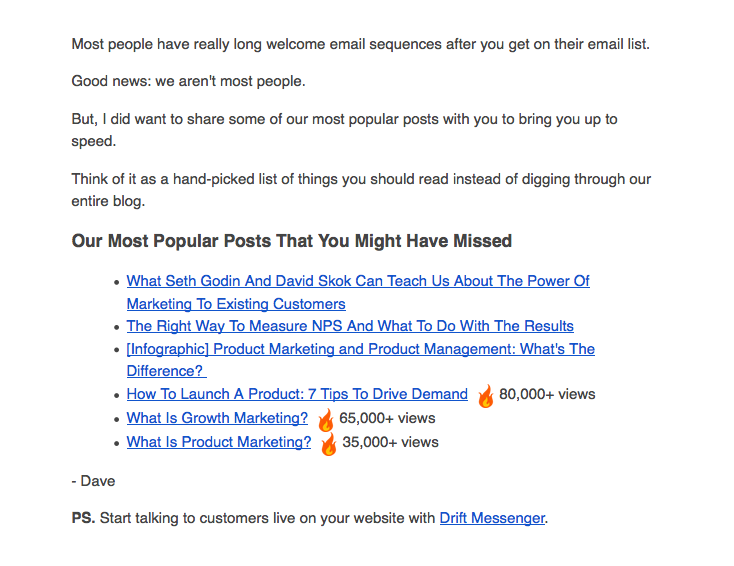 Most people have really long welcome email sequences after you get on their email list.
Good news: we aren't most people.
But, I did want to share some of our most popular posts with you to bring you up to
speed.
Think of it as a hand-picked list of things you should read instead of digging through our
entire blog.
Our Most Popular Posts That You Might Have Missed
• What Seth Godin And David Skok Can Teach Us About The Power Of
Marketing To Existing Customers
• The Right Way To Measure NPS And What To Do With The Results
• [Infographic] Product Marketing and Product Management: What's The
Difference?
• How To Launch A Product: 7 Tips To Drive Demand 🔥 80,000+ views
• What Is Growth Marketing? 🔥 65,000+ views
• What Is Product Marketing? 🔥 35,000+ views
- Dave
PS. Start talking to customers live on your website with Drift Messenger.